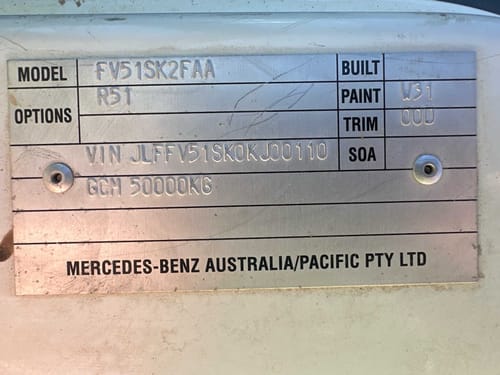 MODEL FV51SK2FAA BUILT
OPTIONS R51 PAINT W31
TRIM 00D
VIN JLFFV51SK0KJ00110 SOA
GCM 50000KG
MERCEDES-BENZ AUSTRALIA/PACIFIC PTY LTD